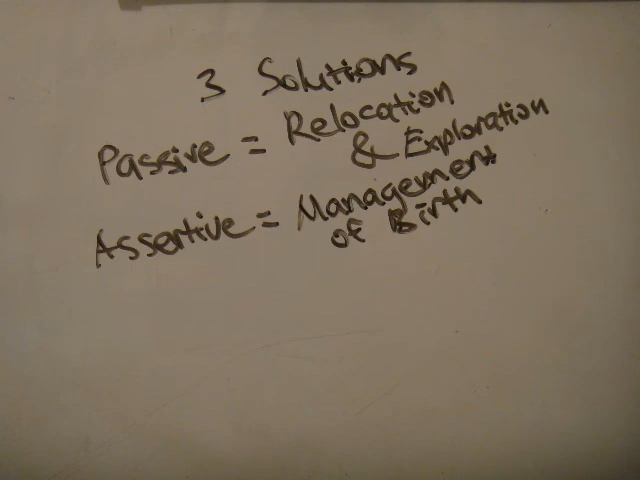 3 Solutions
Passive = Relocation
& Exploration
Assertive = Management
of Birth